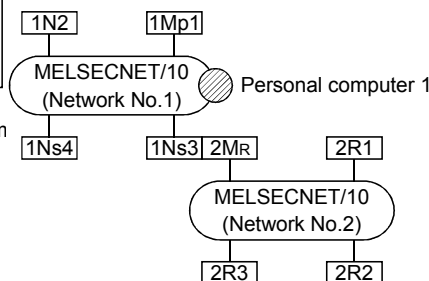 1N2 1Mp1
MELSECNET/10
(Network No.1)
Personal computer 1
1Ns4 1Ns3 2MR 2R1
MELSECNET/10
(Network No.2)
2R3 2R2